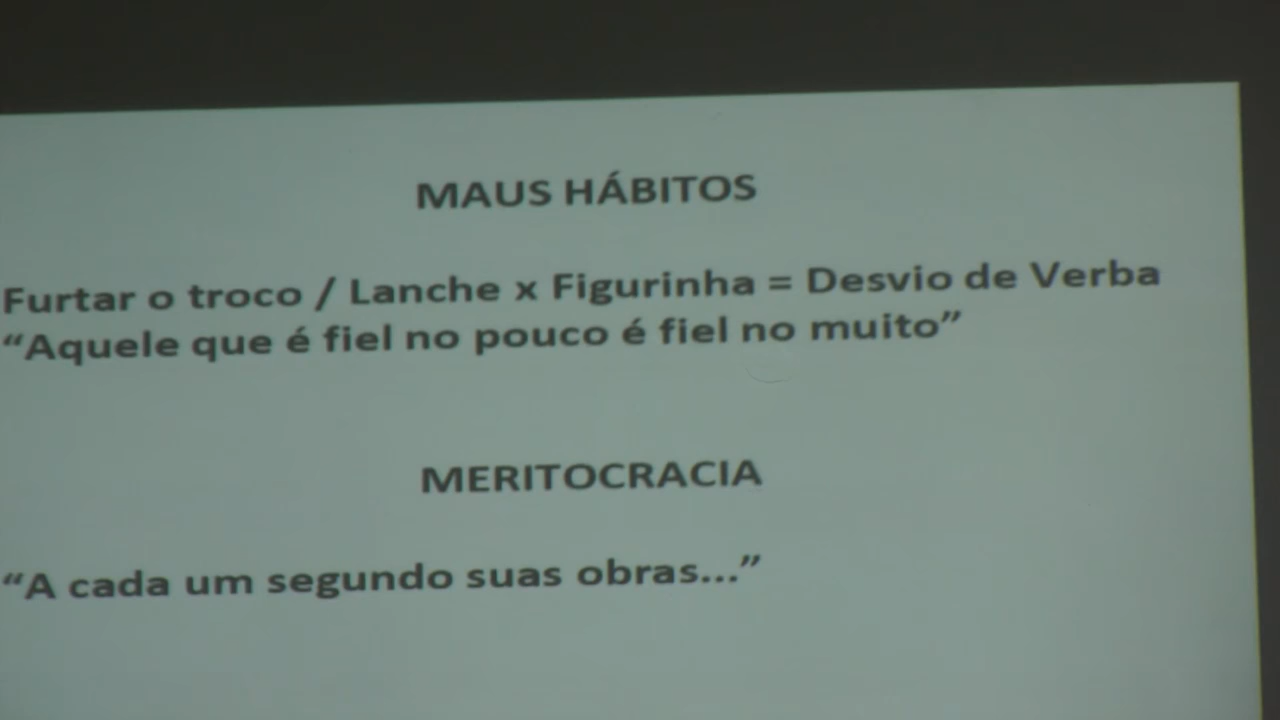 MAUS HÁBITOS
Furtar o troco / Lanche x Figurinha = Desvio de Verba
“Aquele que é fiel no pouco é fiel no muito”
MERITOCRACIA
“A cada um segundo suas obras...”